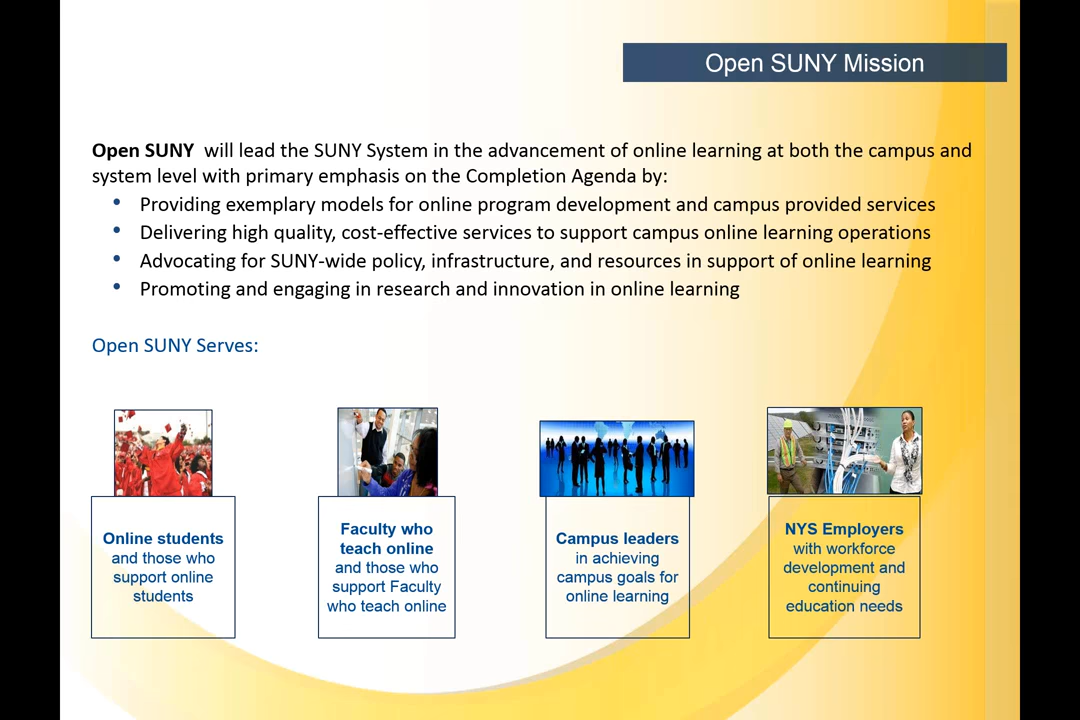 Open SUNY Mission
Open SUNY will lead the SUNY System in the advancement of online learning at both the campus and
system level with primary emphasis on the Completion Agenda by:
• Providing exemplary models for online program development and campus provided services
• Delivering high quality, cost-effective services to support campus online learning operations
• Advocating for SUNY-wide policy, infrastructure, and resources in support of online learning
• Promoting and engaging in research and innovation in online learning
Open SUNY Serves:
Online students
and those who
support online
students
Faculty who
teach online
and those who
support Faculty
who teach online
Campus leaders
in achieving
campus goals for
online learning
NYS Employers
with workforce
development and
continuing
education needs